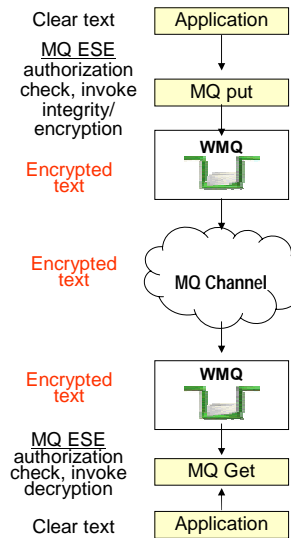 Clear text
Application
MQ ESE
authorization
check, invoke
integrity/
encryption
MQ put
WMQ
Encrypted
text
Encrypted
text
MQ Channel
WMQ
Encrypted
text
MQ ESE
authorization
check, invoke
decryption
MQ Get
Clear text
Application